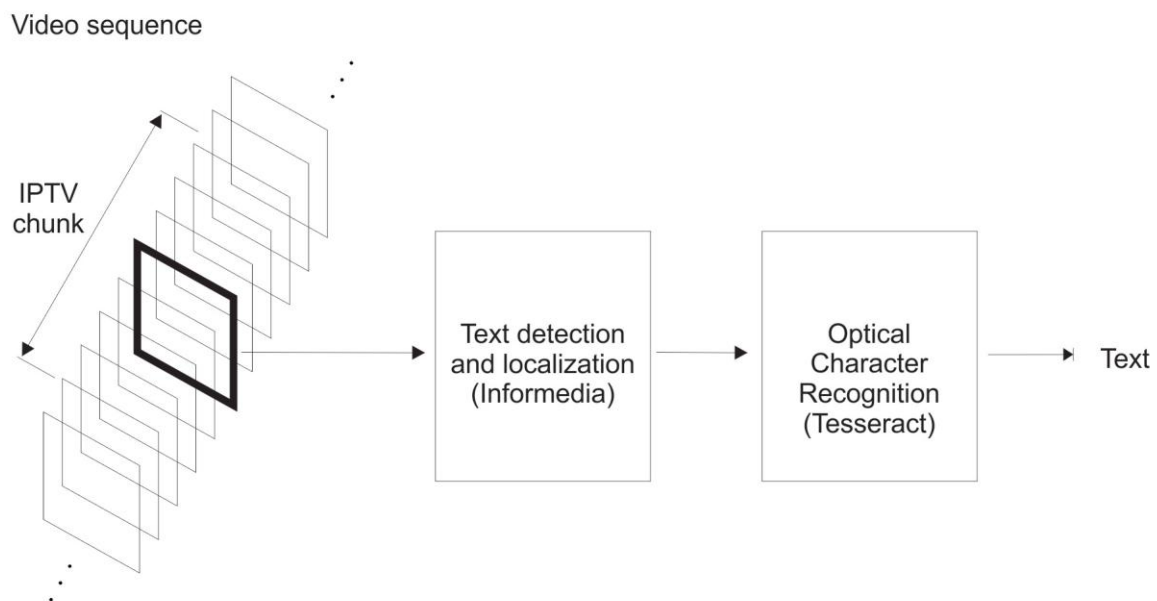 Video sequence
IPTV
chunk
Text detection
and localization
(Informedia)
Optical
Character
Recognition
(Tesseract)
Text